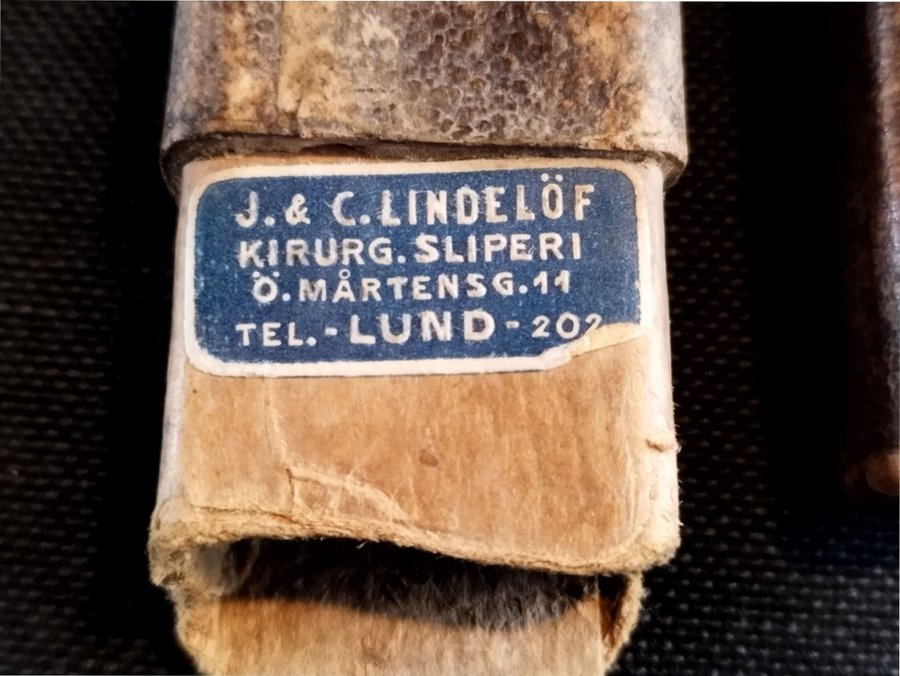 J. & C. LINDELÖF
KIRURG. SLIPERI
Ö. MÅRTENSG. 11
TEL. - LUND - 202